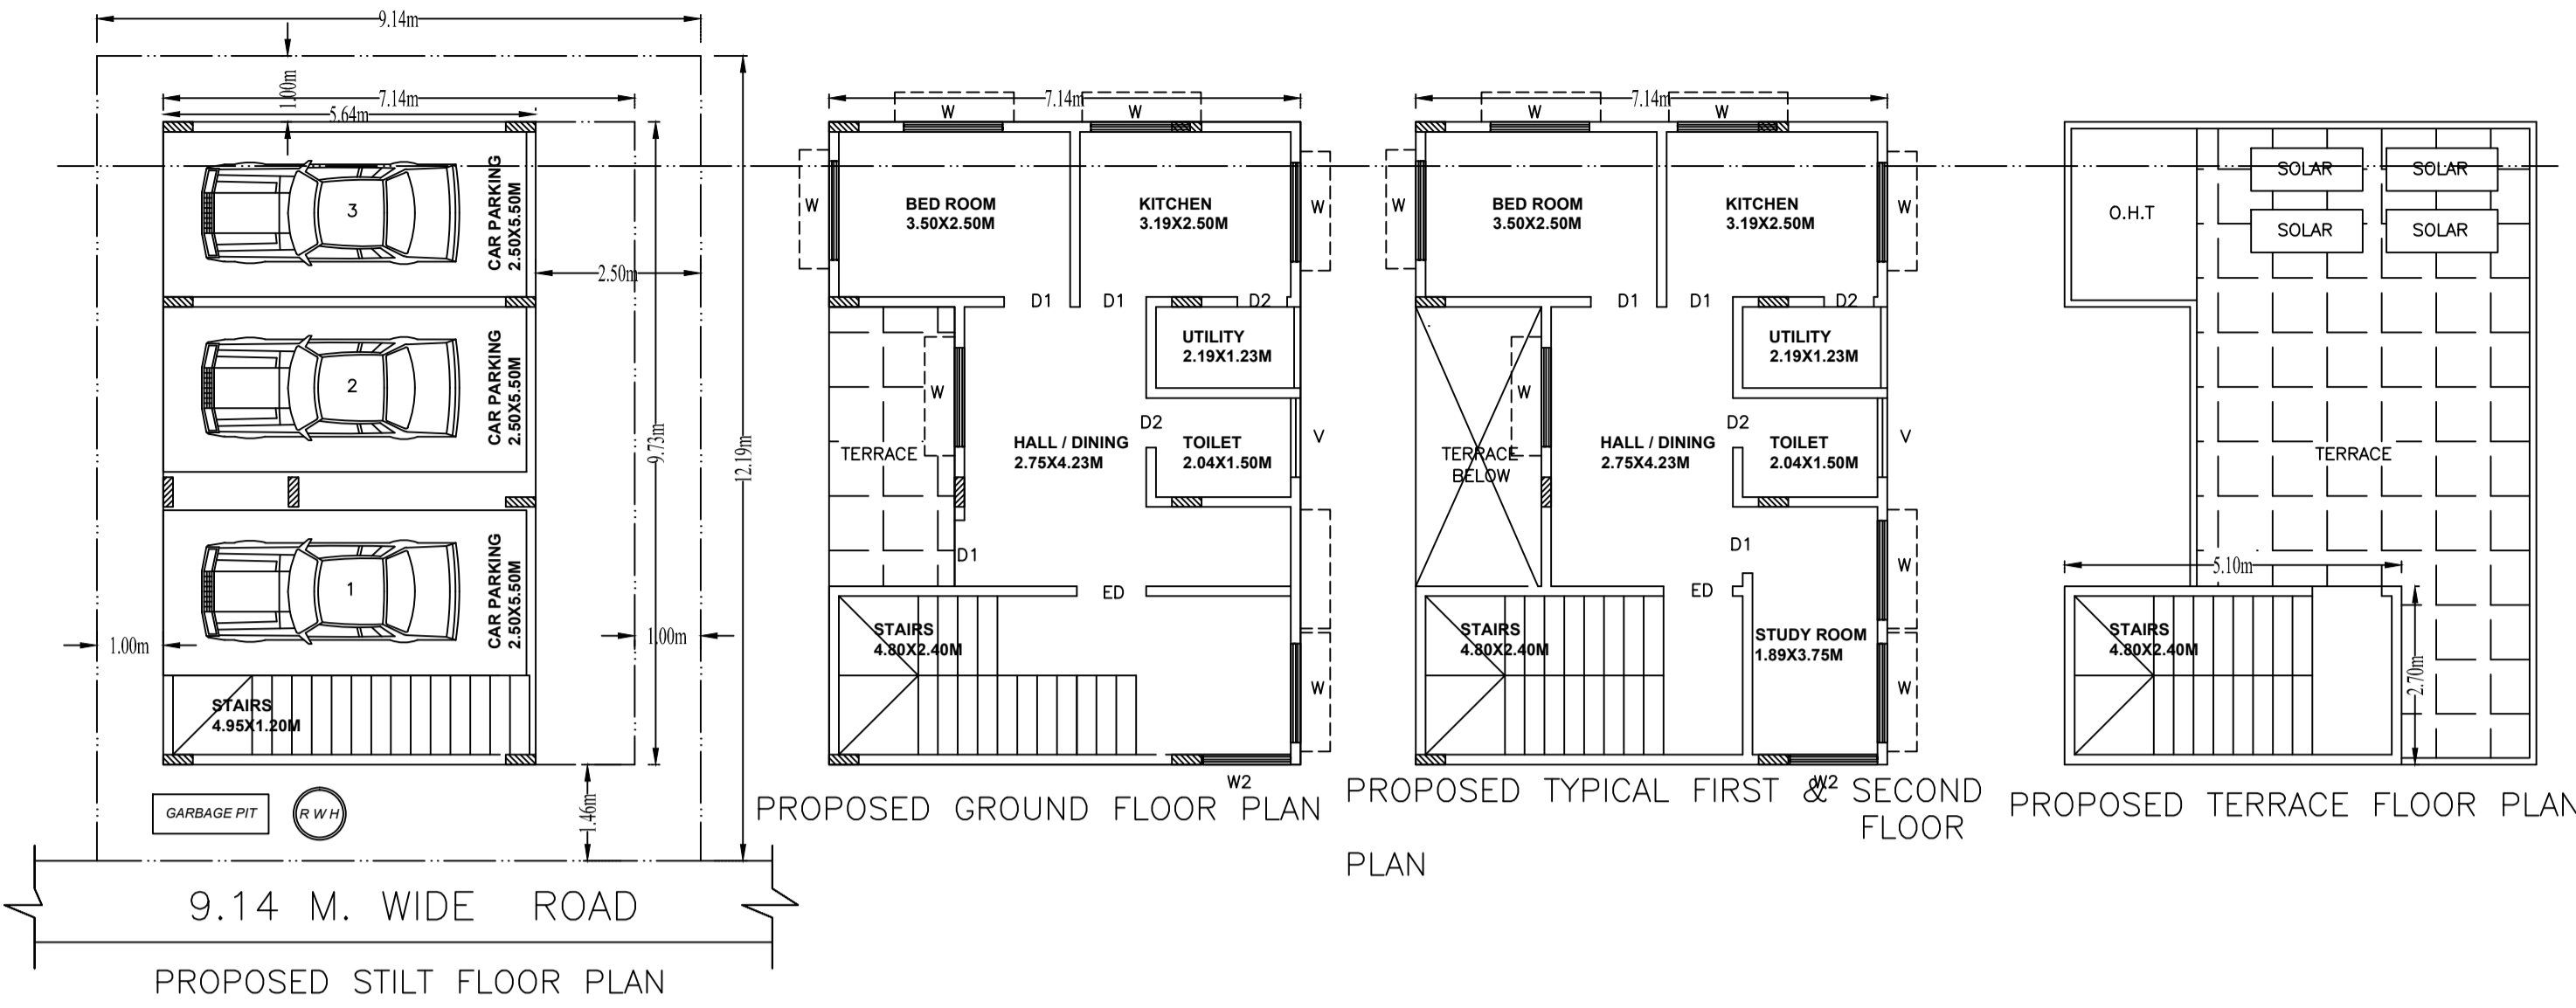 9.14m
1.00m
7.14m
5.64m
3
CAR PARKING
2.50X5.50M
2.50m
2
CAR PARKING
2.50X5.50M
9.73m
12.19m
1
CAR PARKING
2.50X5.50M
1.00m
1.00m
STAIRS
4.95X1.20M
GARBAGE PIT
R W H
1.46m
9.14 M. WIDE ROAD
PROPOSED STILT FLOOR PLAN
7.14m
W
W
W
BED ROOM
3.50X2.50M
KITCHEN
3.19X2.50M
W
D1
D1
D2
UTILITY
2.19X1.23M
W
D2
V
HALL / DINING
2.75X4.23M
TOILET
2.04X1.50M
TERRACE
D1
ED
STAIRS
4.80X2.40M
W
W2
PROPOSED GROUND FLOOR PLAN
7.14m
W
W
W
BED ROOM
3.50X2.50M
KITCHEN
3.19X2.50M
W
D1
D1
D2
UTILITY
2.19X1.23M
W
D2
V
HALL / DINING
2.75X4.23M
TOILET
2.04X1.50M
TERRACE
BELOW
D1
W
ED
STAIRS
4.80X2.40M
STUDY ROOM
1.89X3.75M
W
W2
PROPOSED TYPICAL FIRST & SECOND
FLOOR
PLAN
SOLAR
SOLAR
O.H.T
SOLAR
SOLAR
TERRACE
5.10m
STAIRS
4.80X2.40M
2.70m
PROPOSED TERRACE FLOOR PLAN